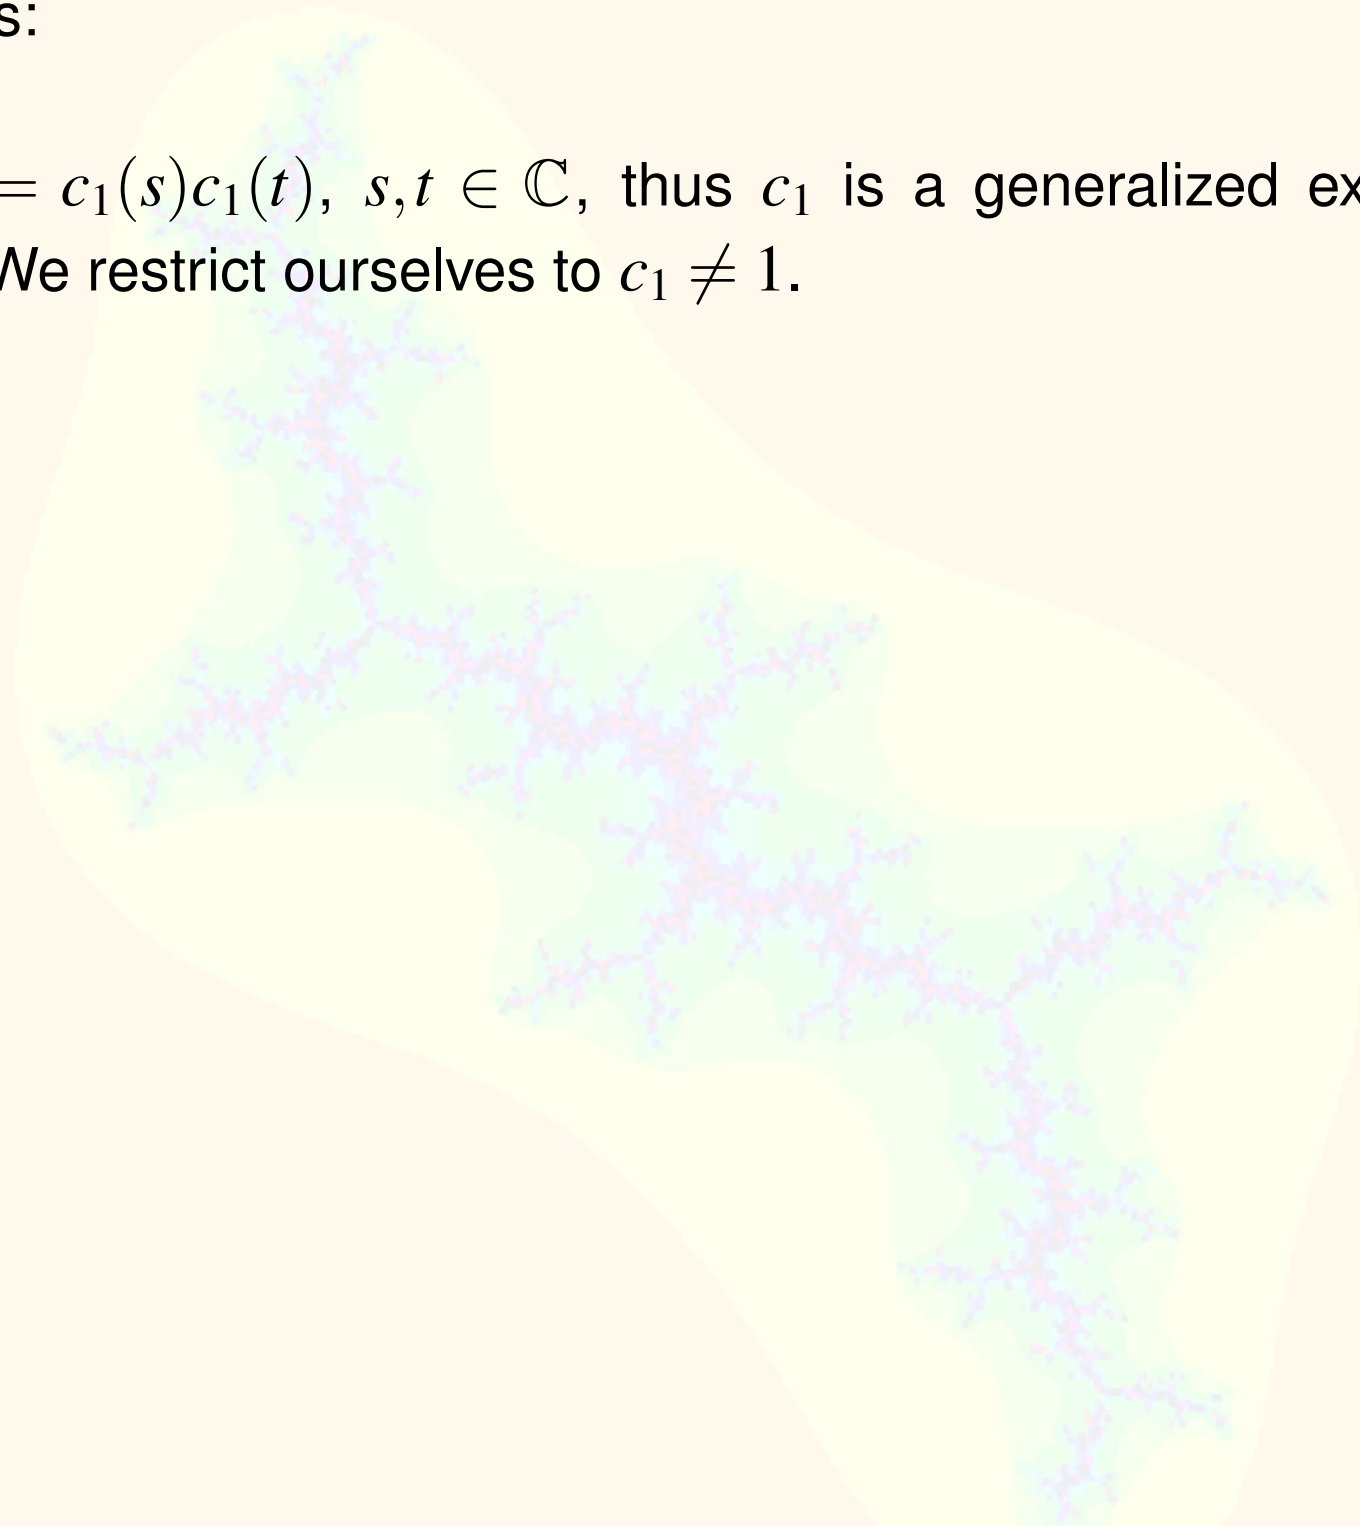 s:
= c₁(s)c₁(t), s,t ∈ ℂ, thus c₁ is a generalized ex
We restrict ourselves to c₁ ≠ 1.